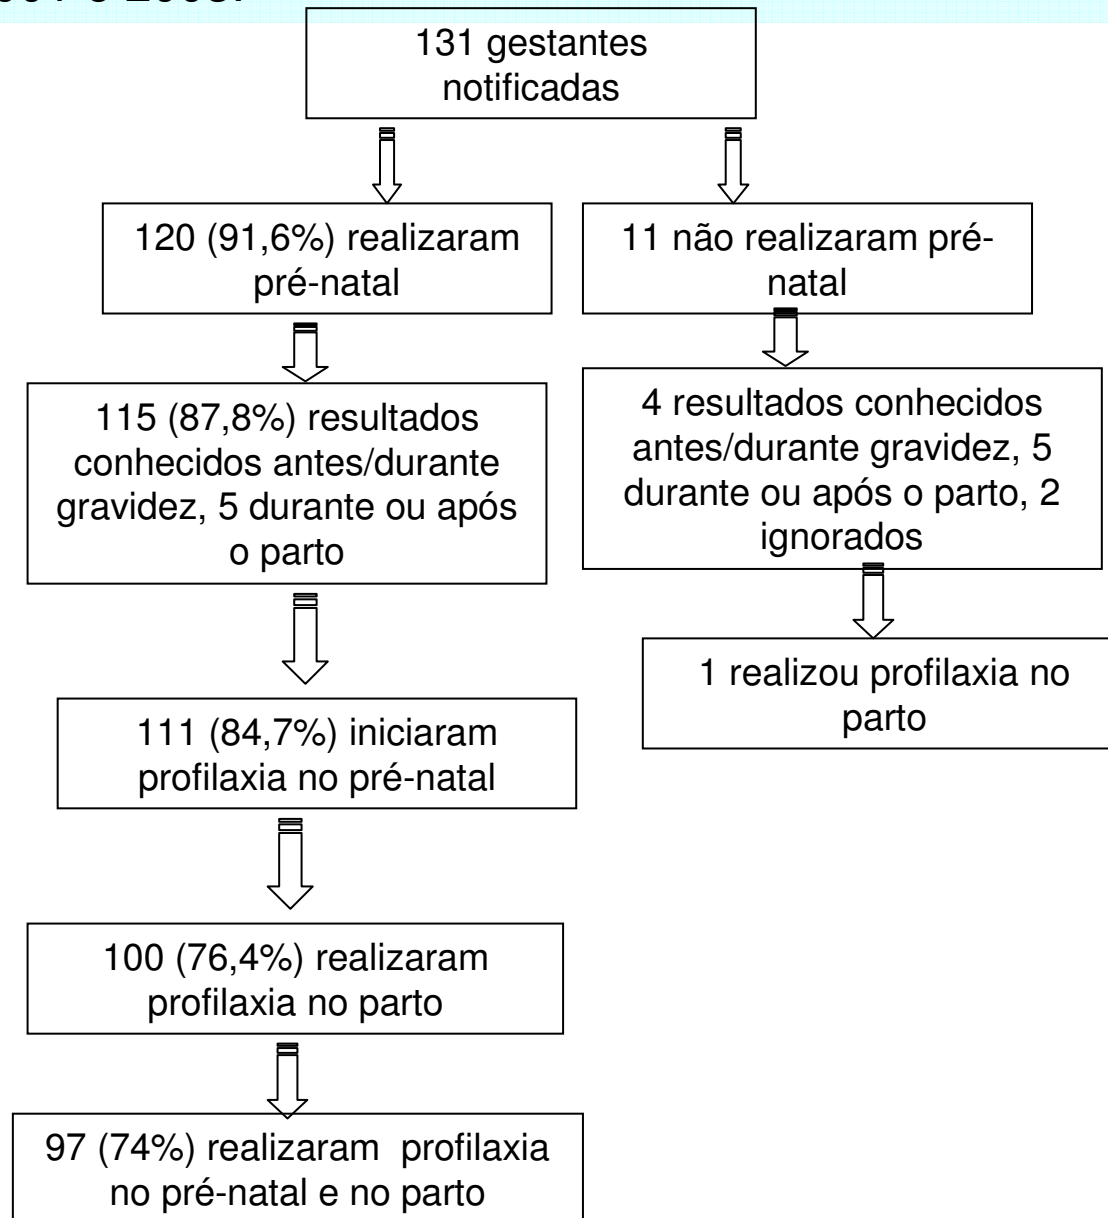 131 gestantes
notificadas
120 (91,6%) realizaram
pré-natal
11 não realizaram pré-
natal
115 (87,8%) resultados
conhecidos antes/durante
gravidez, 5 durante ou após
o parto
4 resultados conhecidos
antes/durante gravidez, 5
durante ou após o parto, 2
ignorados
1 realizou profilaxia no
parto
111 (84,7%) iniciaram
profilaxia no pré-natal
100 (76,4%) realizaram
profilaxia no parto
97 (74%) realizaram profilaxia
no pré-natal e no parto